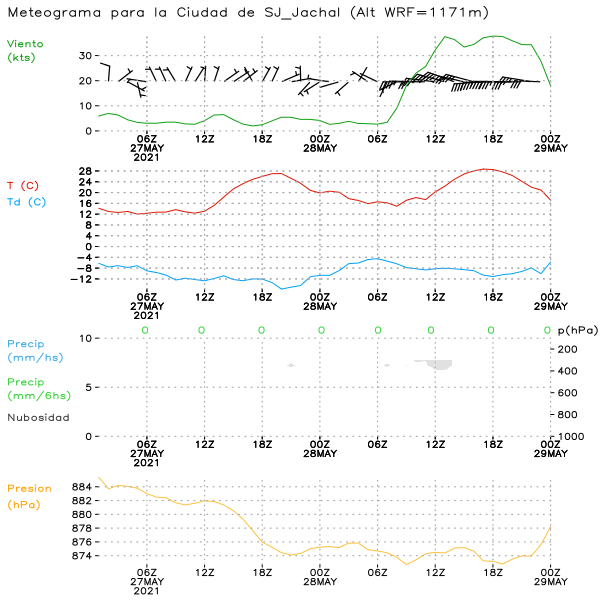 Meteograma para la Ciudad de SJ_Jachal (Alt WRF=1171m)
Viento
(kts)
30
20
10
0
06Z 12Z 18Z 00Z 06Z 12Z 18Z 00Z
27MAY 28MAY 29MAY
2021
T (C)
Td (C)
28
24
20
16
12
8
4
0
-4
-8
-12
06Z 12Z 18Z 00Z 06Z 12Z 18Z 00Z
27MAY 28MAY 29MAY
2021
0 0 0 0 0 0 0 0
p(hPa)
Precip
(mm/hs)
Precip
(mm/6hs)
Nubosidad
10
5
0
200
400
600
800
1000
06Z 12Z 18Z 00Z 06Z 12Z 18Z 00Z
27MAY 28MAY 29MAY
2021
Presion
(hPa)
884
882
880
878
876
874
06Z 12Z 18Z 00Z 06Z 12Z 18Z 00Z
27MAY 28MAY 29MAY
2021